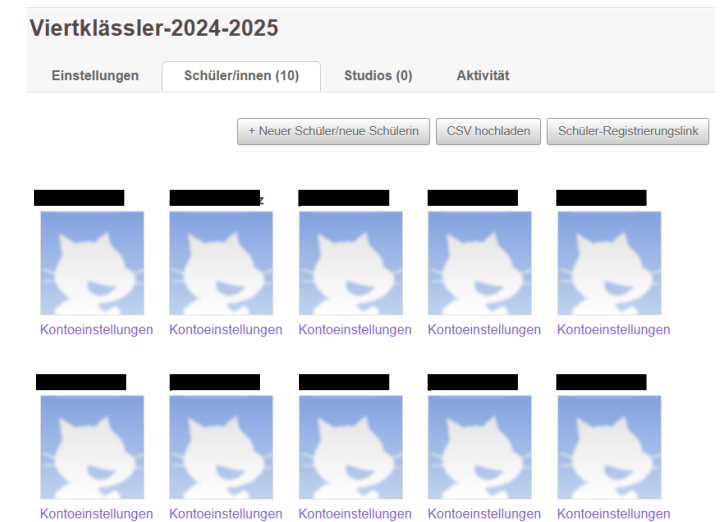 Viertklässler-2024-2025
Einstellungen Schüler/innen (10) Studios (0) Aktivität
+ Neuer Schüler/neue Schülerin CSV hochladen Schüler-Registrierungslink
Kontoeinstellungen Kontoeinstellungen Kontoeinstellungen Kontoeinstellungen Kontoeinstellungen
Kontoeinstellungen Kontoeinstellungen Kontoeinstellungen Kontoeinstellungen Kontoeinstellungen